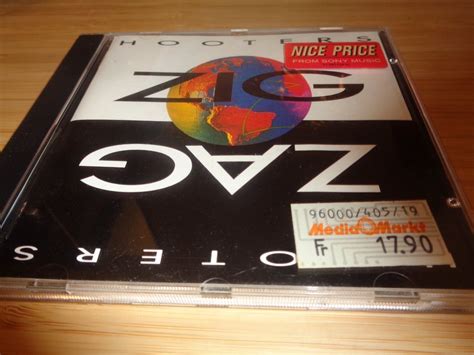 HOOTERS
NICE PRICE
FROM SONY MUSIC
ZIG
ZAG
96000/405/19
Media Markt
Fr 17.90
OTERS